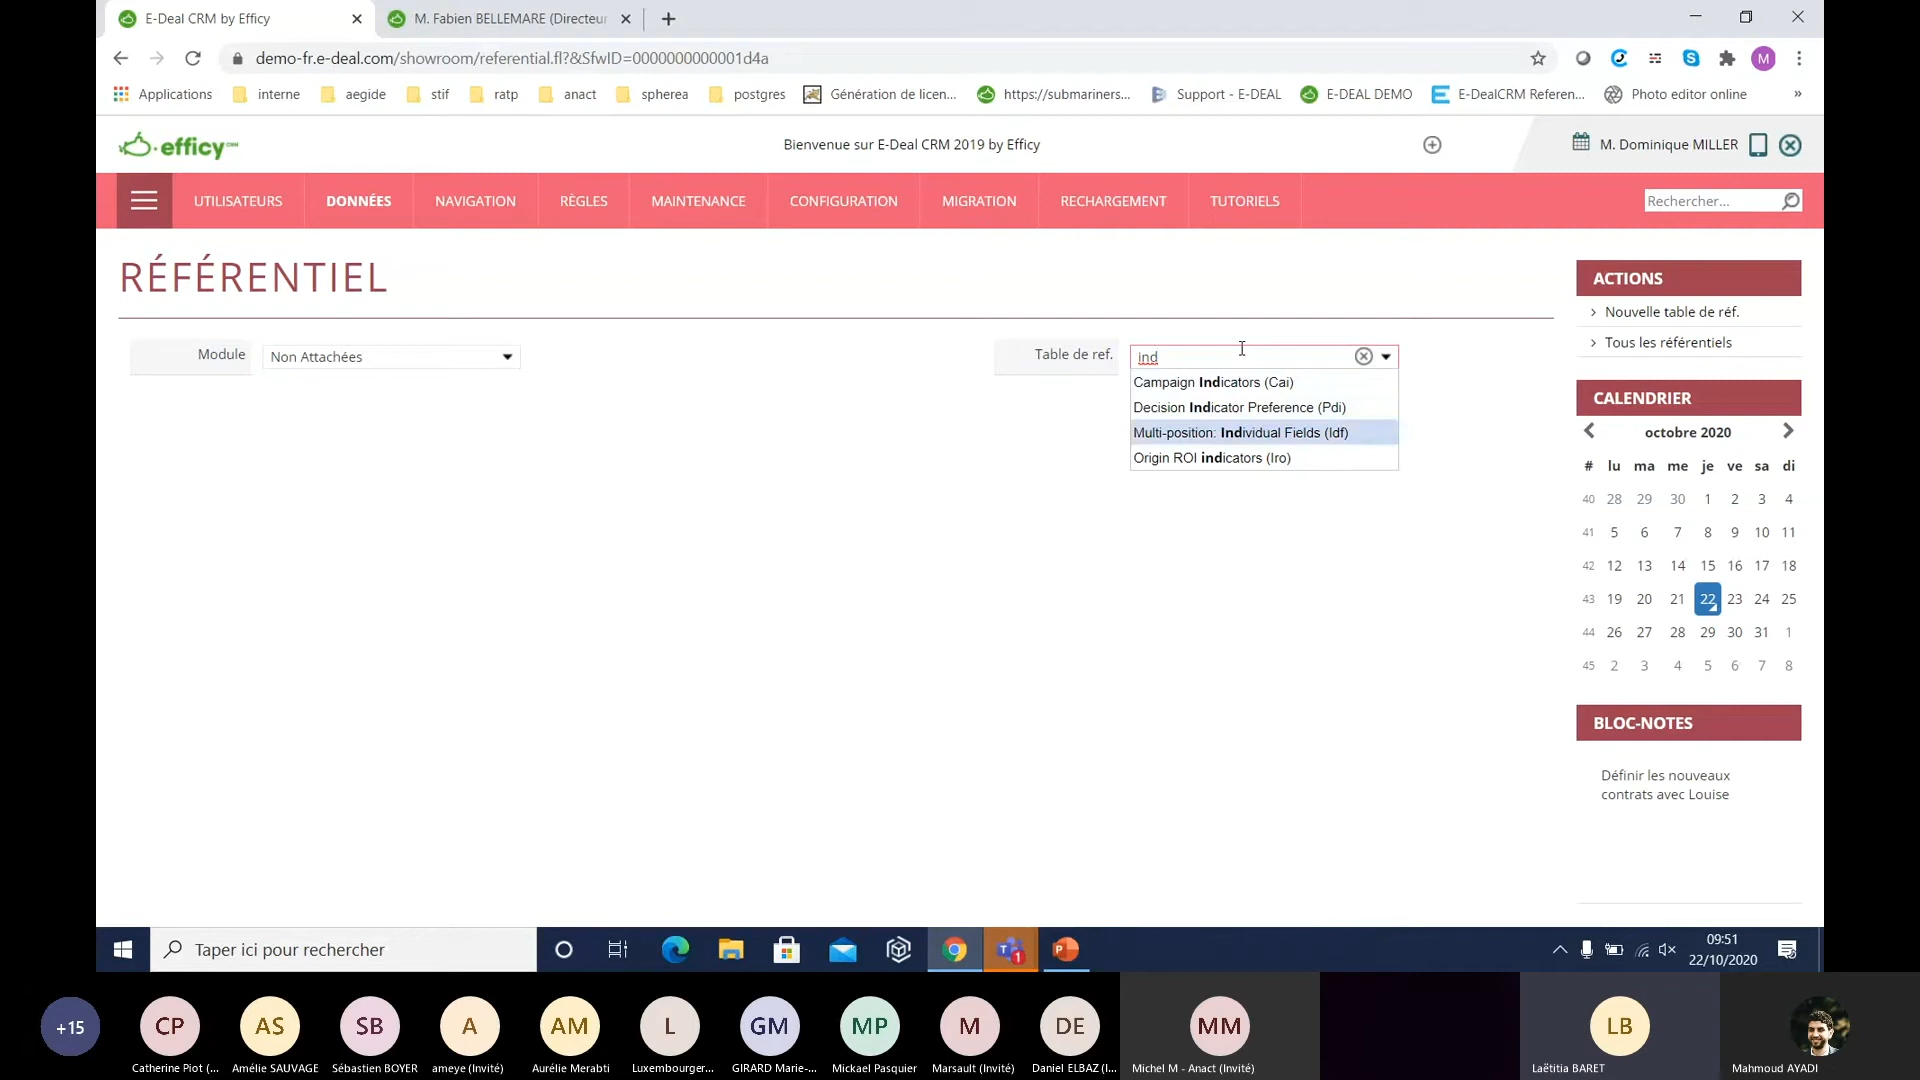 E-Deal CRM by Efficy
M. Fabien BELLEMARE (Directeur
demo-fr.e-deal.com/showroom/referential.fl?&SfwID=0000000000001d4a
M
Applications
interne
aegide
stif
ratp
anact
spherea
postgres
Génération de licen...
https://submariners...
Support - E-DEAL
E-DEAL DEMO
E-DealCRM Referen...
Photo editor online
»
efficy CRM
Bienvenue sur E-Deal CRM 2019 by Efficy
M. Dominique MILLER
UTILISATEURS
DONNÉES
NAVIGATION
RÈGLES
MAINTENANCE
CONFIGURATION
MIGRATION
RECHARGEMENT
TUTORIELS
Rechercher...
RÉFÉRENTIEL
Module
Non Attachées
Table de ref.
ind
Campaign Indicators (Cai)
Decision Indicator Preference (Pdi)
Multi-position: Individual Fields (Idf)
Origin ROI indicators (Iro)
ACTIONS
Nouvelle table de réf.
Tous les référentiels
CALENDRIER
octobre 2020
# lu ma me je ve sa di
40 28 29 30 1 2 3 4
41 5 6 7 8 9 10 11
42 12 13 14 15 16 17 18
43 19 20 21 22 23 24 25
44 26 27 28 29 30 31 1
45 2 3 4 5 6 7 8
BLOC-NOTES
Définir les nouveaux
contrats avec Louise
Taper ici pour rechercher
1
09:51
22/10/2020
+15
CP
AS
SB
A
AM
L
GM
MP
M
DE
MM
LB
Catherine Piot (...
Amélie SAUVAGE
Sébastien BOYER
ameye (Invité)
Aurélie Merabti
Luxembourger...
GIRARD Marie-...
Mickael Pasquier
Marsault (Invité)
Daniel ELBAZ (I...
Michel M - Anact (Invité)
Laëtitia BARET
Mahmoud AYADI